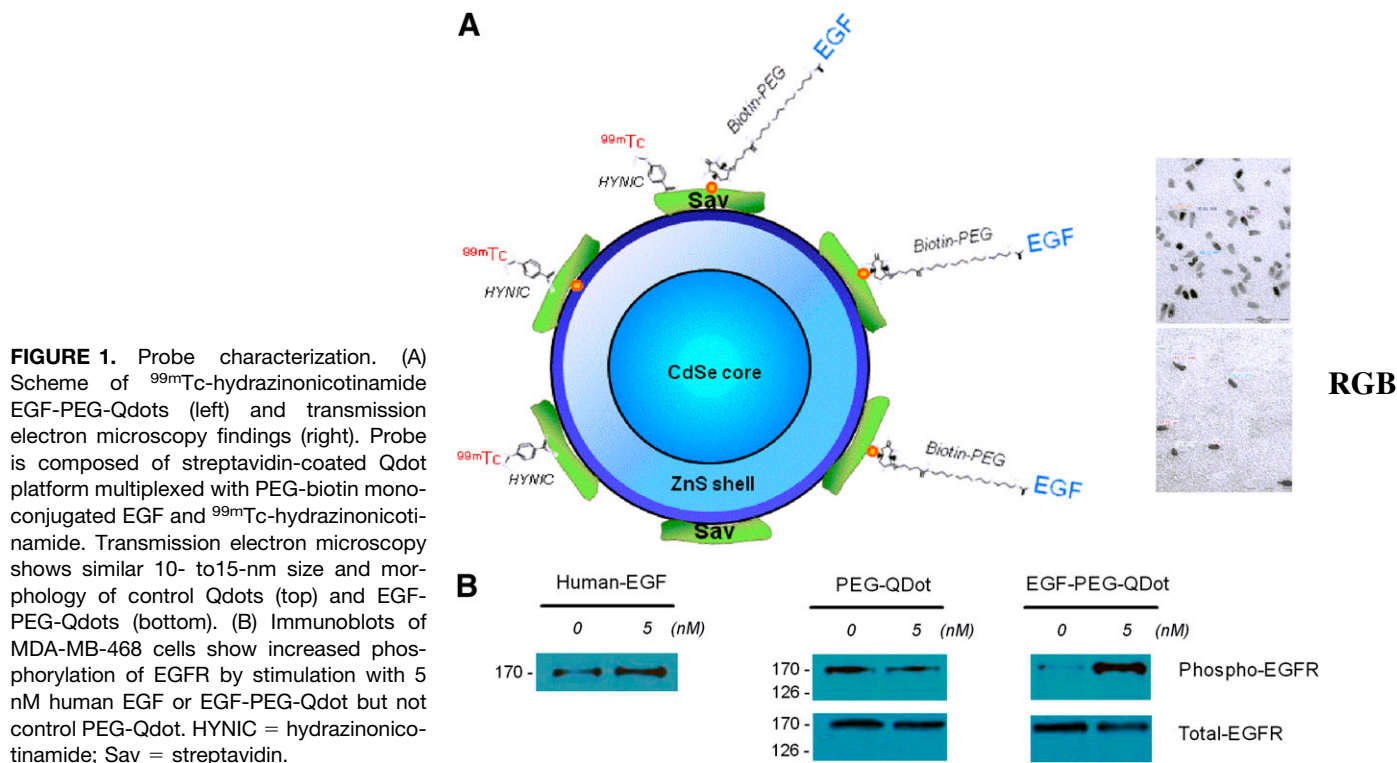 FIGURE 1. Probe characterization. (A)
Scheme of 99mTc-hydrazinonicotinamide
EGF-PEG-Qdots (left) and transmission
electron microscopy findings (right). Probe
is composed of streptavidin-coated Qdot
platform multiplexed with PEG-biotin mono-
conjugated EGF and 99mTc-hydrazinonicoti-
namide. Transmission electron microscopy
shows similar 10- to15-nm size and mor-
phology of control Qdots (top) and EGF-
PEG-Qdots (bottom). (B) Immunoblots of
MDA-MB-468 cells show increased phos-
phorylation of EGFR by stimulation with 5
nM human EGF or EGF-PEG-Qdot but not
control PEG-Qdot. HYNIC = hydrazinonico-
tinamide; Sav = streptavidin.
A
EGF
Biotin-PEG
99mTc
HYNIC
Sav
99mTc
HYNIC
Biotin-PEG
EGF
CdSe core
99mTc
HYNIC
Biotin-PEG
EGF
ZnS shell
Sav
RGB
B
Human-EGF
PEG-QDot
EGF-PEG-QDot
0 5 (nM)
0 5 (nM)
0 5 (nM)
170 -
170 -
126 -
Phospho-EGFR
170 -
126 -
Total-EGFR